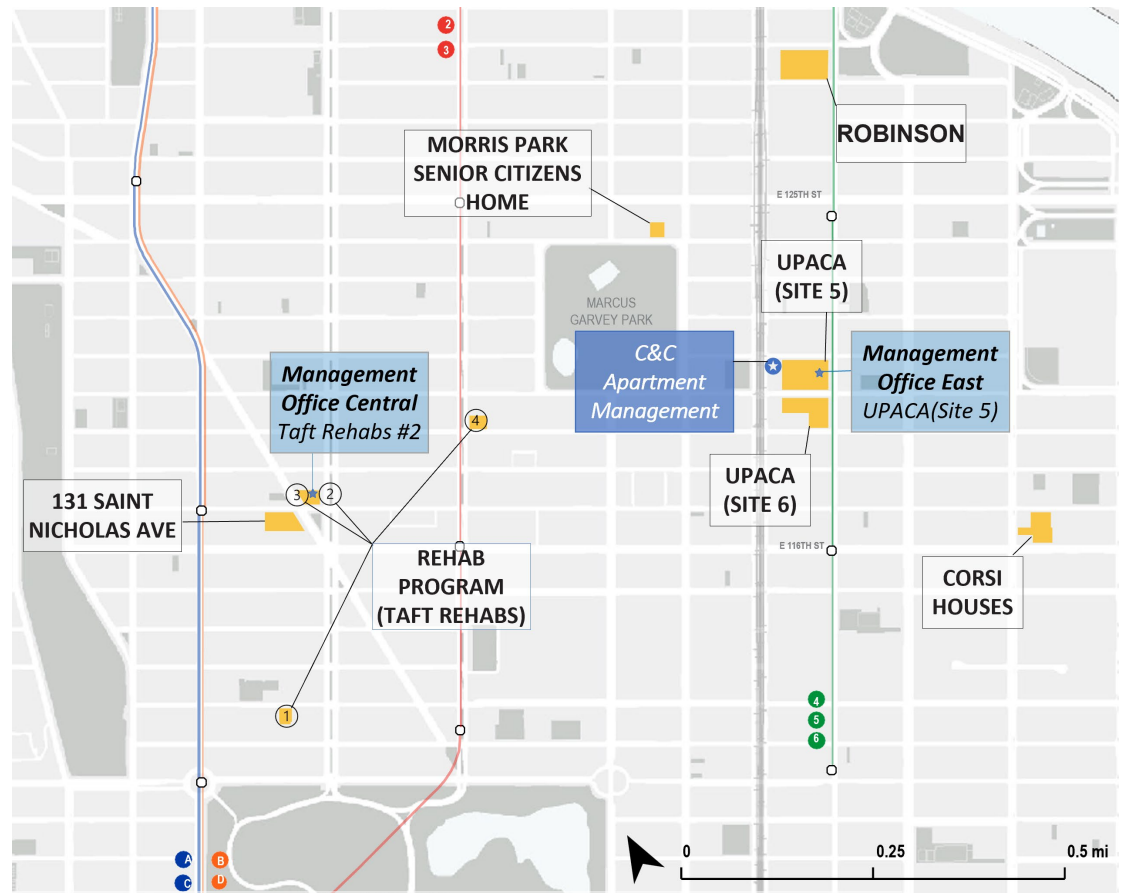 2
3
ROBINSON
MORRIS PARK
SENIOR CITIZENS
HOME
E 125TH ST
UPACA
(SITE 5)
MARCUS
GARVEY PARK
C&C
Apartment
Management
Management
Office East
UPACA(Site 5)
Management
Office Central
Taft Rehabs #2
4
3
2
131 SAINT
NICHOLAS AVE
UPACA
(SITE 6)
E 116TH ST
REHAB
PROGRAM
(TAFT REHABS)
CORSI
HOUSES
1
4
5
6
A
B
C
D
0
0.25
0.5 mi